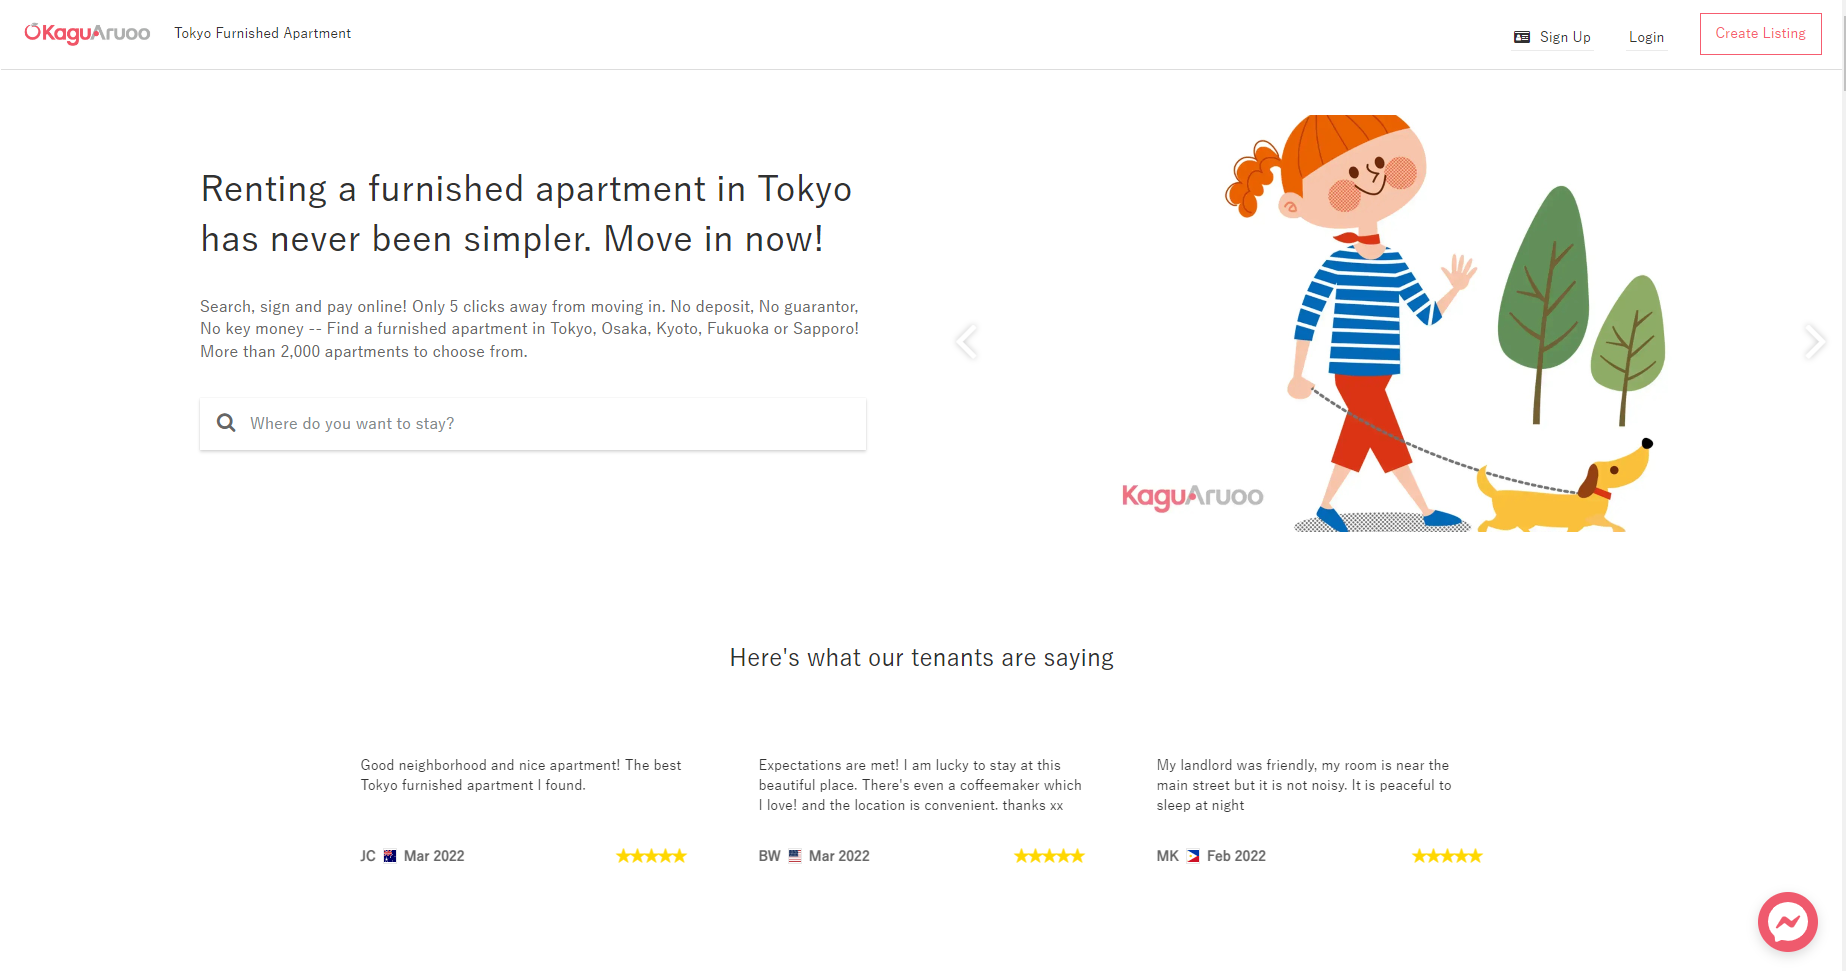 KaguAruoo
Tokyo Furnished Apartment
Sign Up
Login
Create Listing
Renting a furnished apartment in Tokyo
has never been simpler. Move in now!
Search, sign and pay online! Only 5 clicks away from moving in. No deposit, No guarantor,
No key money -- Find a furnished apartment in Tokyo, Osaka, Kyoto, Fukuoka or Sapporo!
More than 2,000 apartments to choose from.
Where do you want to stay?
KaguAruoo
Here's what our tenants are saying
Good neighborhood and nice apartment! The best
Tokyo furnished apartment I found.
JC Mar 2022
Expectations are met! I am lucky to stay at this
beautiful place. There's even a coffeemaker which
I love! and the location is convenient. thanks xx
BW Mar 2022
My landlord was friendly, my room is near the
main street but it is not noisy. It is peaceful to
sleep at night
MK Feb 2022